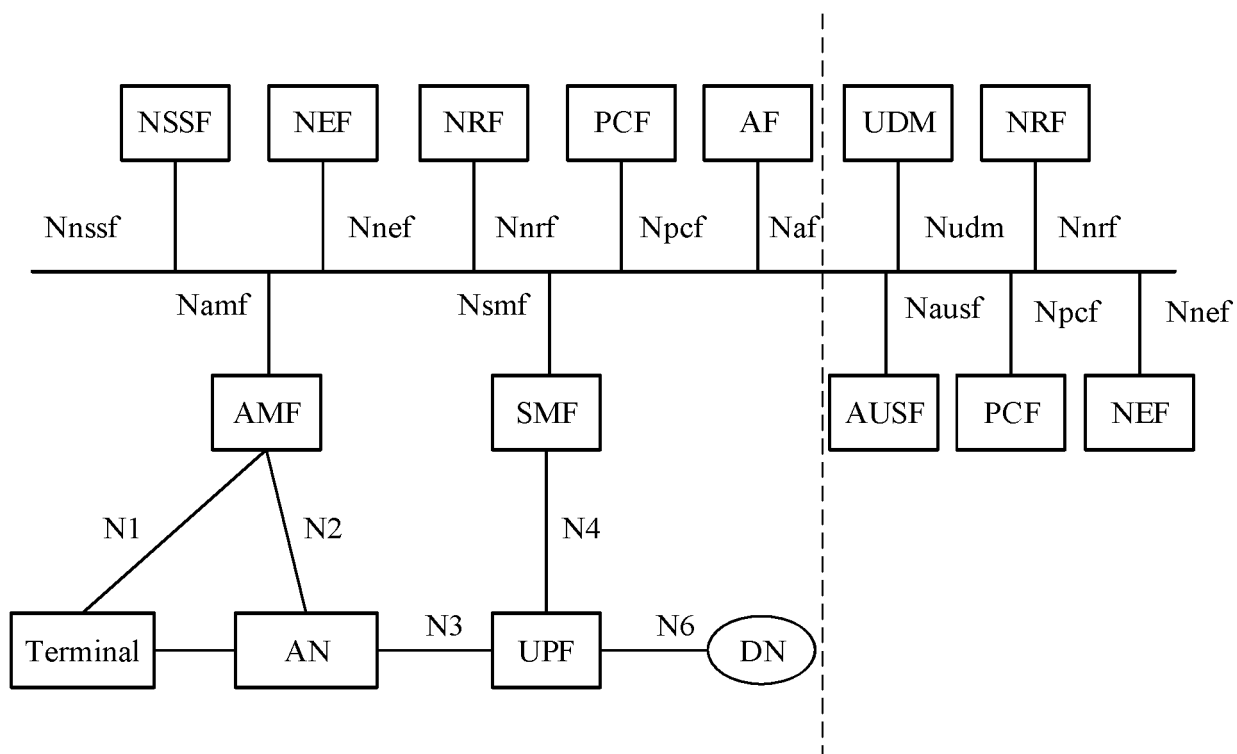 NSSF NEF NRF PCF AF UDM NRF
Nnssf Nnef Nnrf Npcf Naf Nudm Nnrf
Namf Nsmf Nausf Npcf Nnef
AMF SMF AUSF PCF NEF
N1 N2 N4
N3 N6
Terminal AN UPF DN